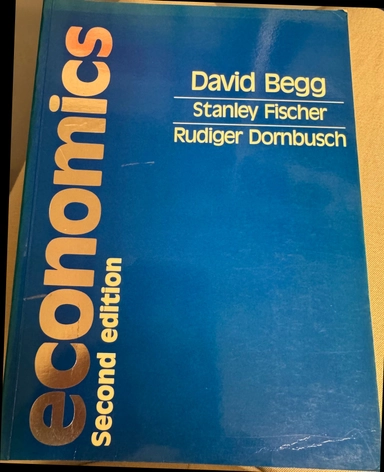 economics
Second edition
David Begg
Stanley Fischer
Rudiger Dornbusch